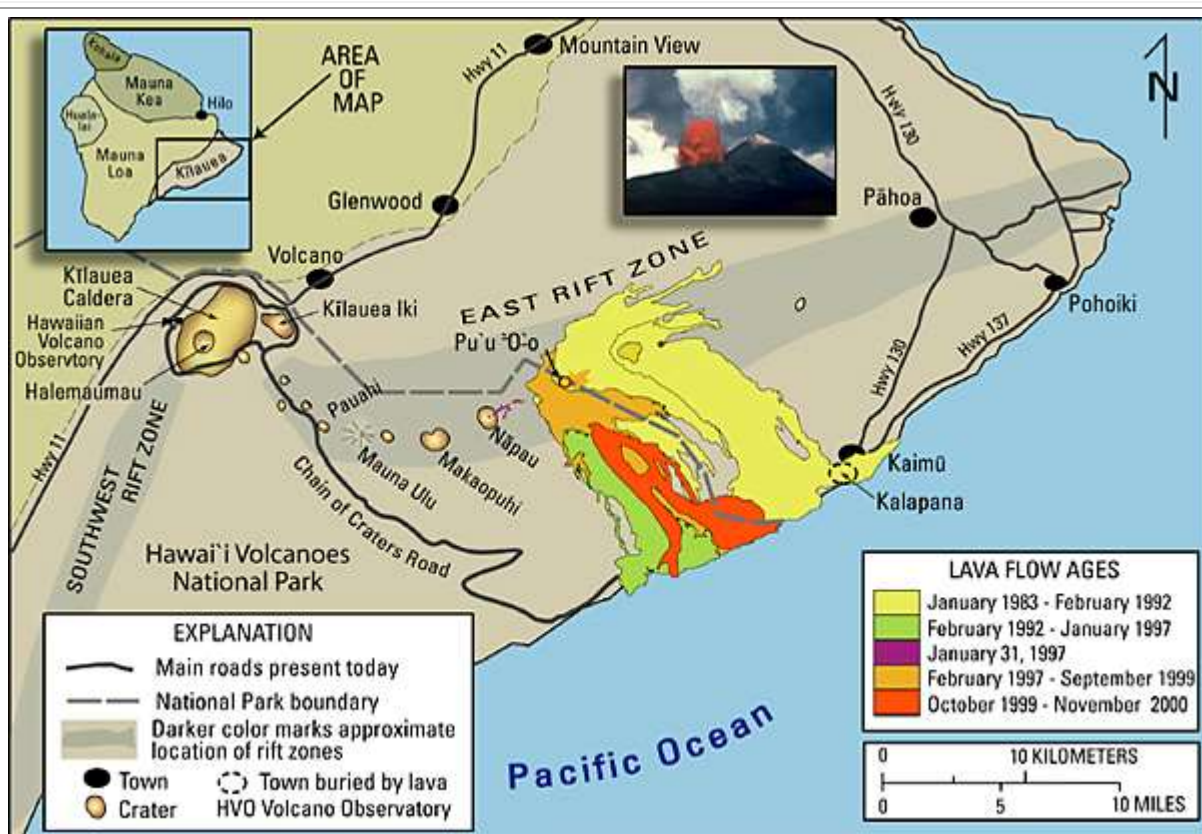 Kohala
Mauna
Kea
Hilo
Huala-
lai
Mauna
Loa
Kīlauea
AREA
OF
MAP
Mountain View
Hwy 11
Glenwood
Volcano
Kīlauea
Caldera
Kīlauea Iki
Hawaiian
Volcano
Observtory
Halemaumau
Hwy 11
SOUTHWEST
RIFT ZONE
Pauahi
Mauna Ulu
Makaopuhi
Nāpau
Chain of Craters Road
Hawai`i Volcanoes
National Park
EAST RIFT ZONE
Pu`u `O`o
N
Hwy 130
Pāhoa
Pohoiki
Hwy 130
Hwy 137
Kaimū
Kalapana
Pacific Ocean
EXPLANATION
Main roads present today
National Park boundary
Darker color marks approximate
location of rift zones
Town
Town buried by lava
Crater
HVO Volcano Observatory
LAVA FLOW AGES
January 1983 - February 1992
February 1992 - January 1997
January 31, 1997
February 1997 - September 1999
October 1999 - November 2000
0 10 KILOMETERS
0 5 10 MILES